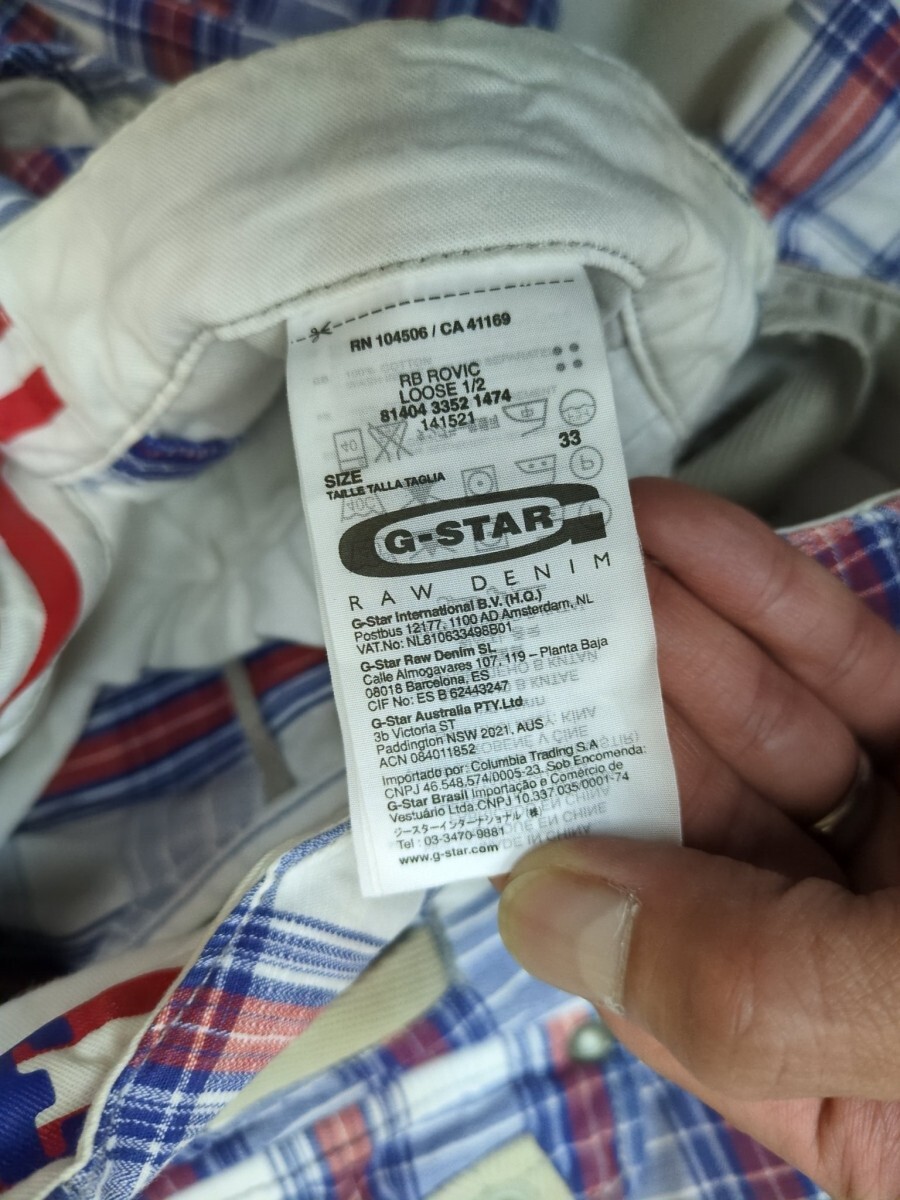 RN 104506 / CA 41169
RB ROVIC
LOOSE 1/2
81404 3352 1474
141521
33
SIZE
TAILLE TALLA TAGLIA
G-STAR
RAW DENIM
G-Star International B.V. (H.Q.)
Postbus 12177, 1100 AD Amsterdam, NL
VAT.No: NL810633498B01
G-Star Raw Denim SL
Calle Almogavares 107, 119 – Planta Baja
08018 Barcelona, ES
CIF No: ES B 62443247
G-Star Australia PTY.Ltd
3b Victoria ST
Paddington NSW 2021, AUS
ACN 084011852
Importado por: Columbia Trading S.A
CNPJ 46.548.574/0005-23, Sob Encomenda:
G-Star Brasil Importação e Comércio de
Vestuário Ltda CNPJ 10.337.035/0001-74
ジースターインターナショナル(株)
Tel : 03-3470-9881
www.g-star.com